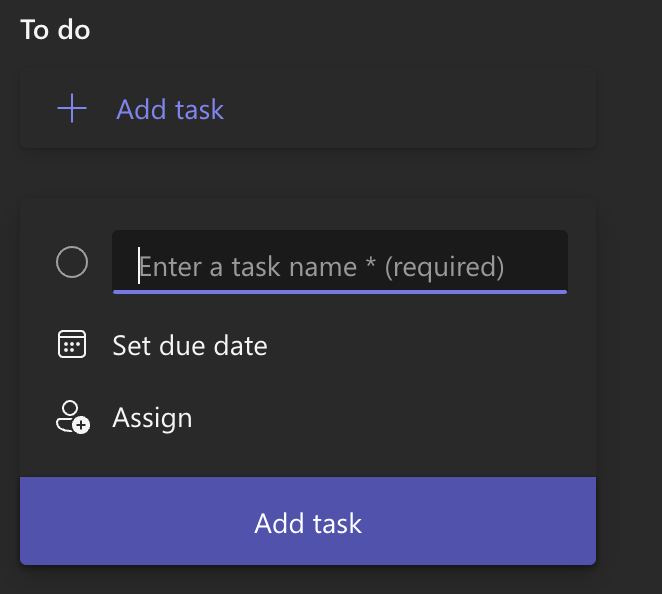 To do
Add task
Enter a task name * (required)
Set due date
Assign
Add task